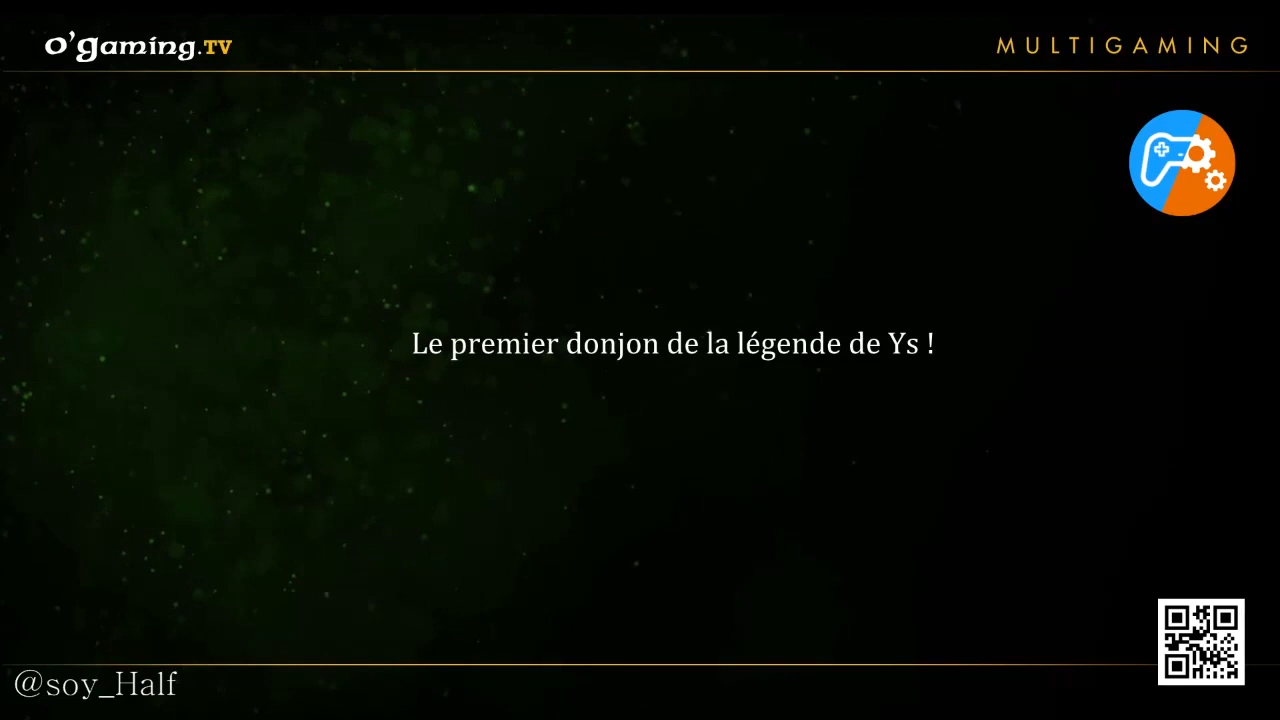 O'gaming.TV
MULTIGAMING
Le premier donjon de la légende de Ys !
@soy_Half